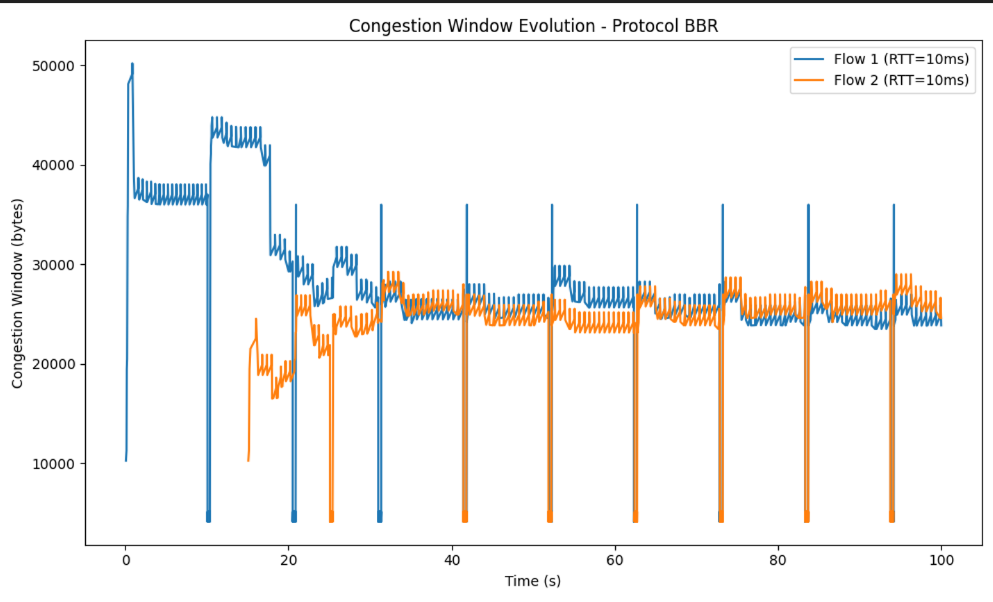 Congestion Window Evolution - Protocol BBR
Flow 1 (RTT=10ms)
Flow 2 (RTT=10ms)
Congestion Window (bytes)
50000
40000
30000
20000
10000
0
20
40
60
80
100
Time (s)